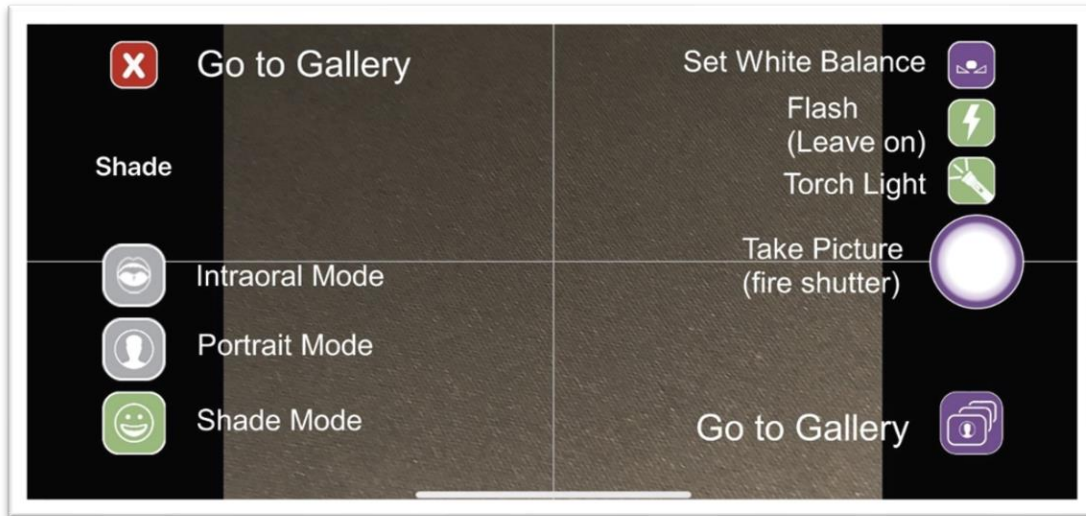 Go to Gallery
Shade
Intraoral Mode
Portrait Mode
Shade Mode
Set White Balance
Flash
(Leave on)
Torch Light
Take Picture
(fire shutter)
Go to Gallery